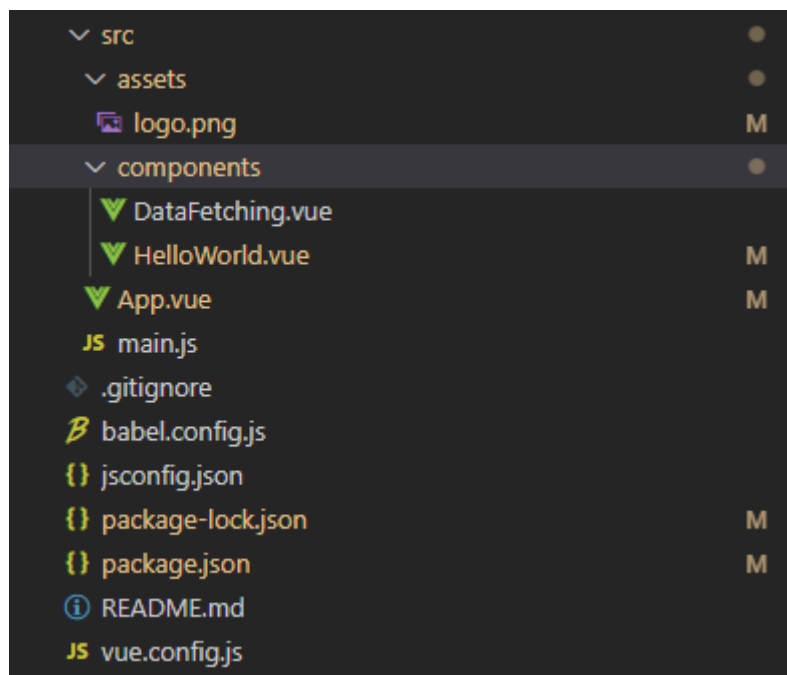 src
assets
logo.png M
components
DataFetching.vue
HelloWorld.vue M
App.vue M
JS main.js
.gitignore
B babel.config.js
{} jsconfig.json
{} package-lock.json M
{} package.json M
README.md
JS vue.config.js